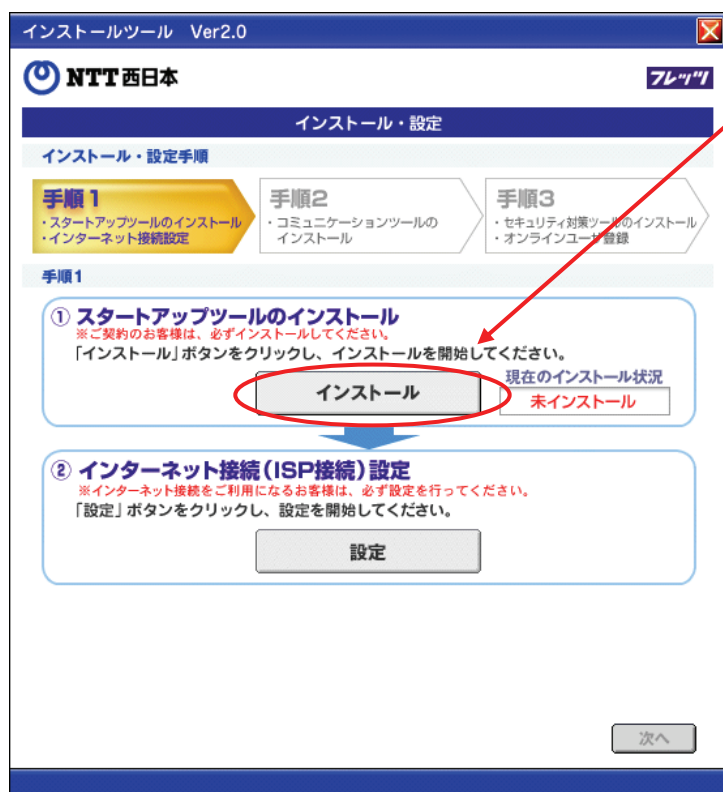 インストールツール Ver2.0
NTT西日本
フレッツ
インストール・設定
インストール・設定手順
手順1
・スタートアップツールのインストール
・インターネット接続設定
手順2
・コミュニケーションツールの
インストール
手順3
・セキュリティ対策ツールのインストール
・オンラインユーザ登録
手順1
① スタートアップツールのインストール
※ご契約のお客様は、必ずインストールしてください。
「インストール」ボタンをクリックし、インストールを開始してください。
インストール
現在のインストール状況
未インストール
② インターネット接続(ISP接続)設定
※インターネット接続をご利用になるお客様は、必ず設定を行ってください。
「設定」ボタンをクリックし、設定を開始してください。
設定
次へ